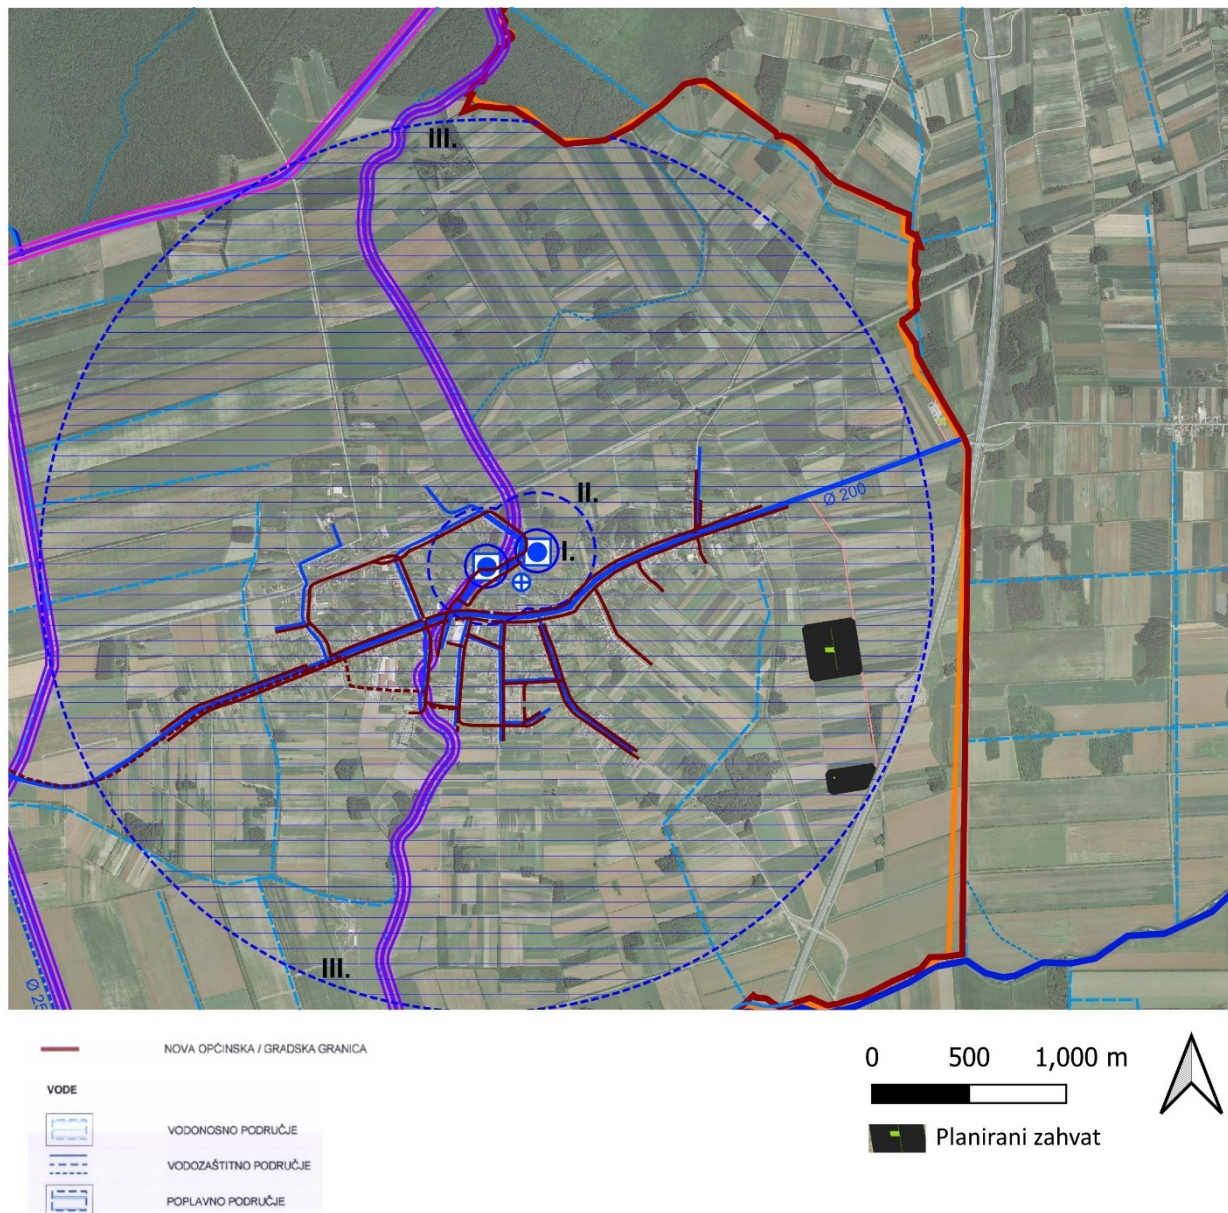 III.
II.
Ø 200
I.
III.
NOVA OPĆINSKA / GRADSKA GRANICA
VODE
VODONOSNO PODRUČJE
VODOZAŠTITNO PODRUČJE
POPLAVNO PODRUČJE
0 500 1,000 m
Planirani zahvat